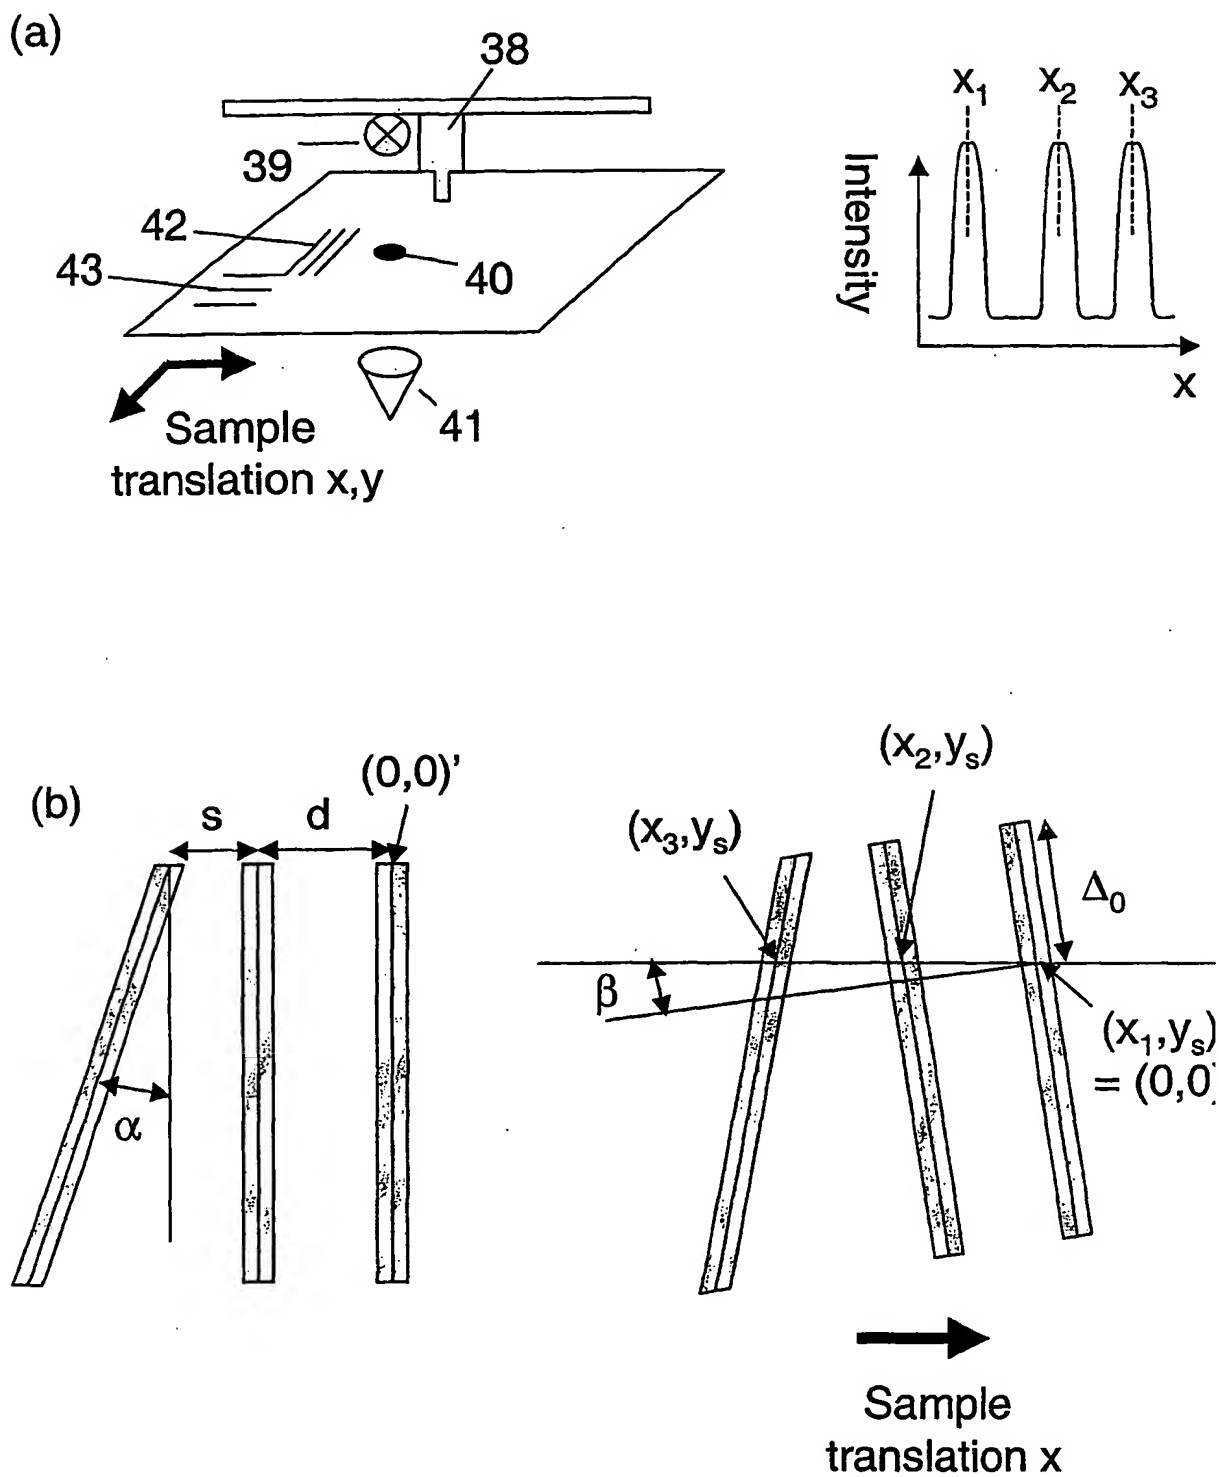 (a)
38
39
42
43
40
41
Sample
translation x,y
Intensity
x₁
x₂
x₃
x
(b)
s
d
(0,0)'
α
(x₂,yₛ)
(x₃,yₛ)
Δ₀
β
(x₁,yₛ)
= (0,0)
Sample
translation x